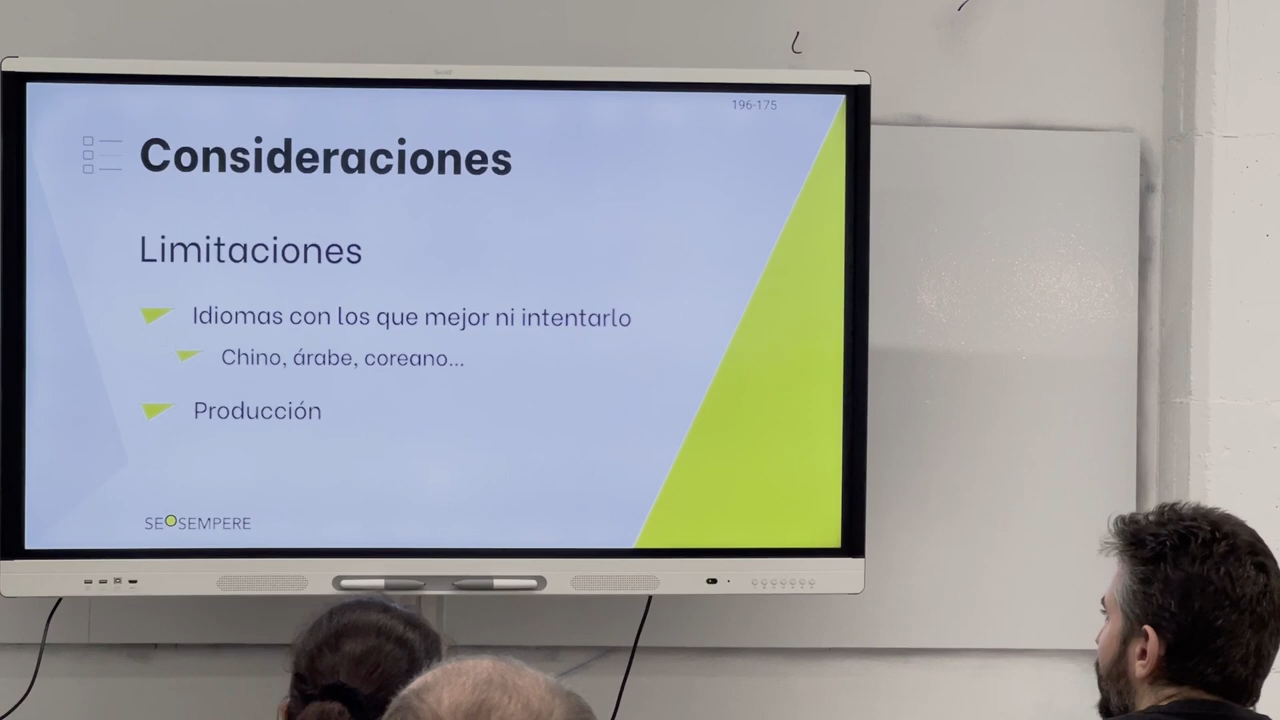 196-175
Consideraciones
Limitaciones
Idiomas con los que mejor ni intentarlo
Chino, árabe, coreano...
Producción
SEOSEMPERE